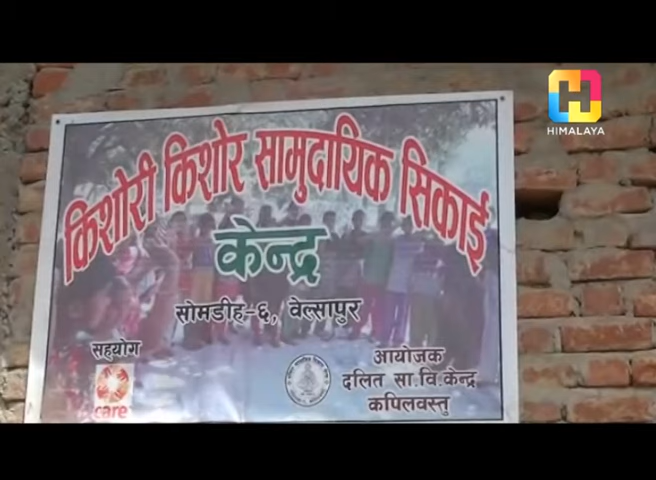 HIMALAYA
किशोरी किशोर सामुदायिक सिकाई
केन्द्र
सोमडीह-६, वेल्सापुर
सहयोग
care
आयोजक
दलित सा.वि.केन्द्र
कपिलवस्तु